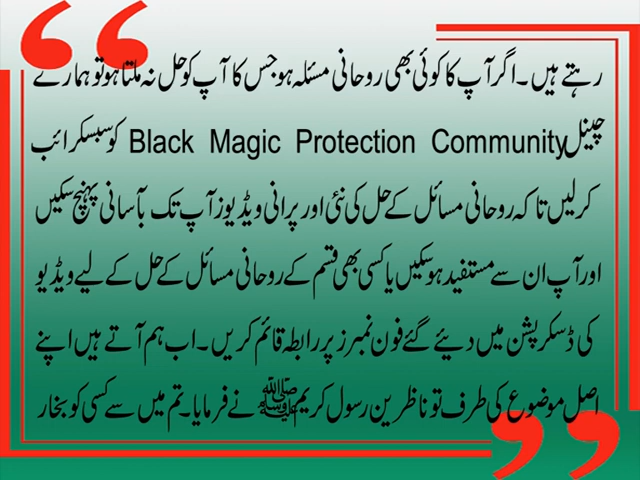 رہتے ہیں۔ اگر آپ کا کوئی بھی روحانی مسئلہ ہو جس کا آپ کو حل نہ ملتا ہو تو ہمارے
چینل Black Magic Protection Community کو سبسکرائب
کرلیں تاکہ روحانی مسائل کے حل کی نئی اور پرانی ویڈیوز آپ تک بآسانی پہنچ سکیں
اور آپ ان سے مستفید ہو سکیں یا کسی بھی قسم کے روحانی مسائل کے حل کے لیے ویڈیو
کی ڈسکرپشن میں دیئے گئے فون نمبرز پر رابطہ قائم کریں۔ اب ہم آتے ہیں اپنے
اصل موضوع کی طرف تو ناظرین رسول کریم ﷺ نے فرمایا۔ تم میں سے کسی کو بخار